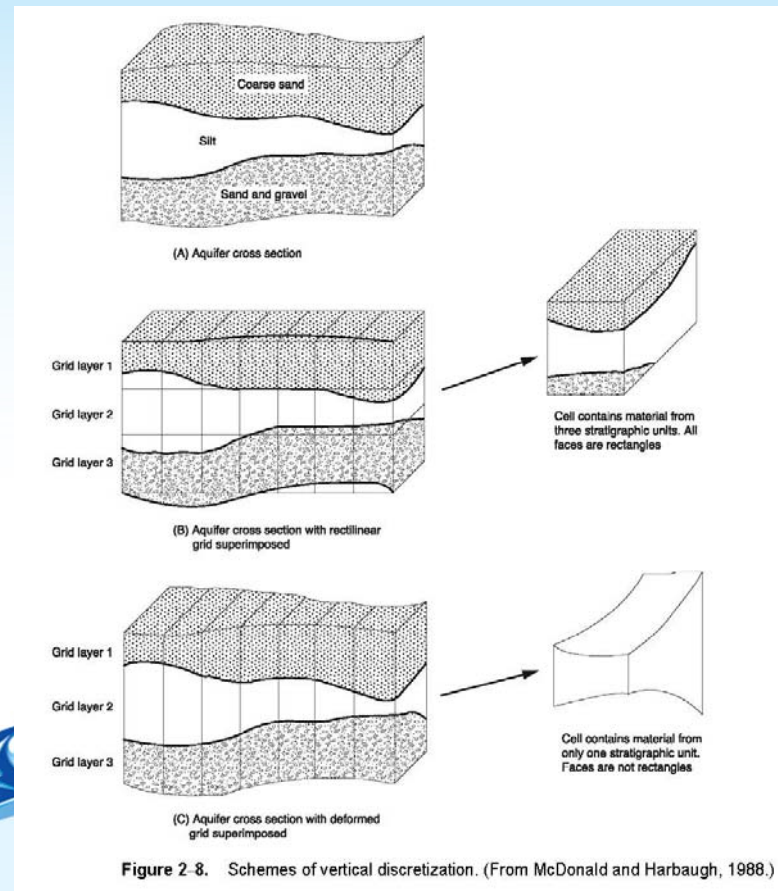 Coarse sand
Silt
Sand and gravel
(A) Aquifer cross section
Grid layer 1
Grid layer 2
Grid layer 3
Cell contains material from
three stratigraphic units. All
faces are rectangles
(B) Aquifer cross section with rectilinear
grid superimposed
Grid layer 1
Grid layer 2
Grid layer 3
Cell contains material from
only one stratigraphic unit.
Faces are not rectangles
(C) Aquifer cross section with deformed
grid superimposed
Figure 2-8. Schemes of vertical discretization. (From McDonald and Harbaugh, 1988.)